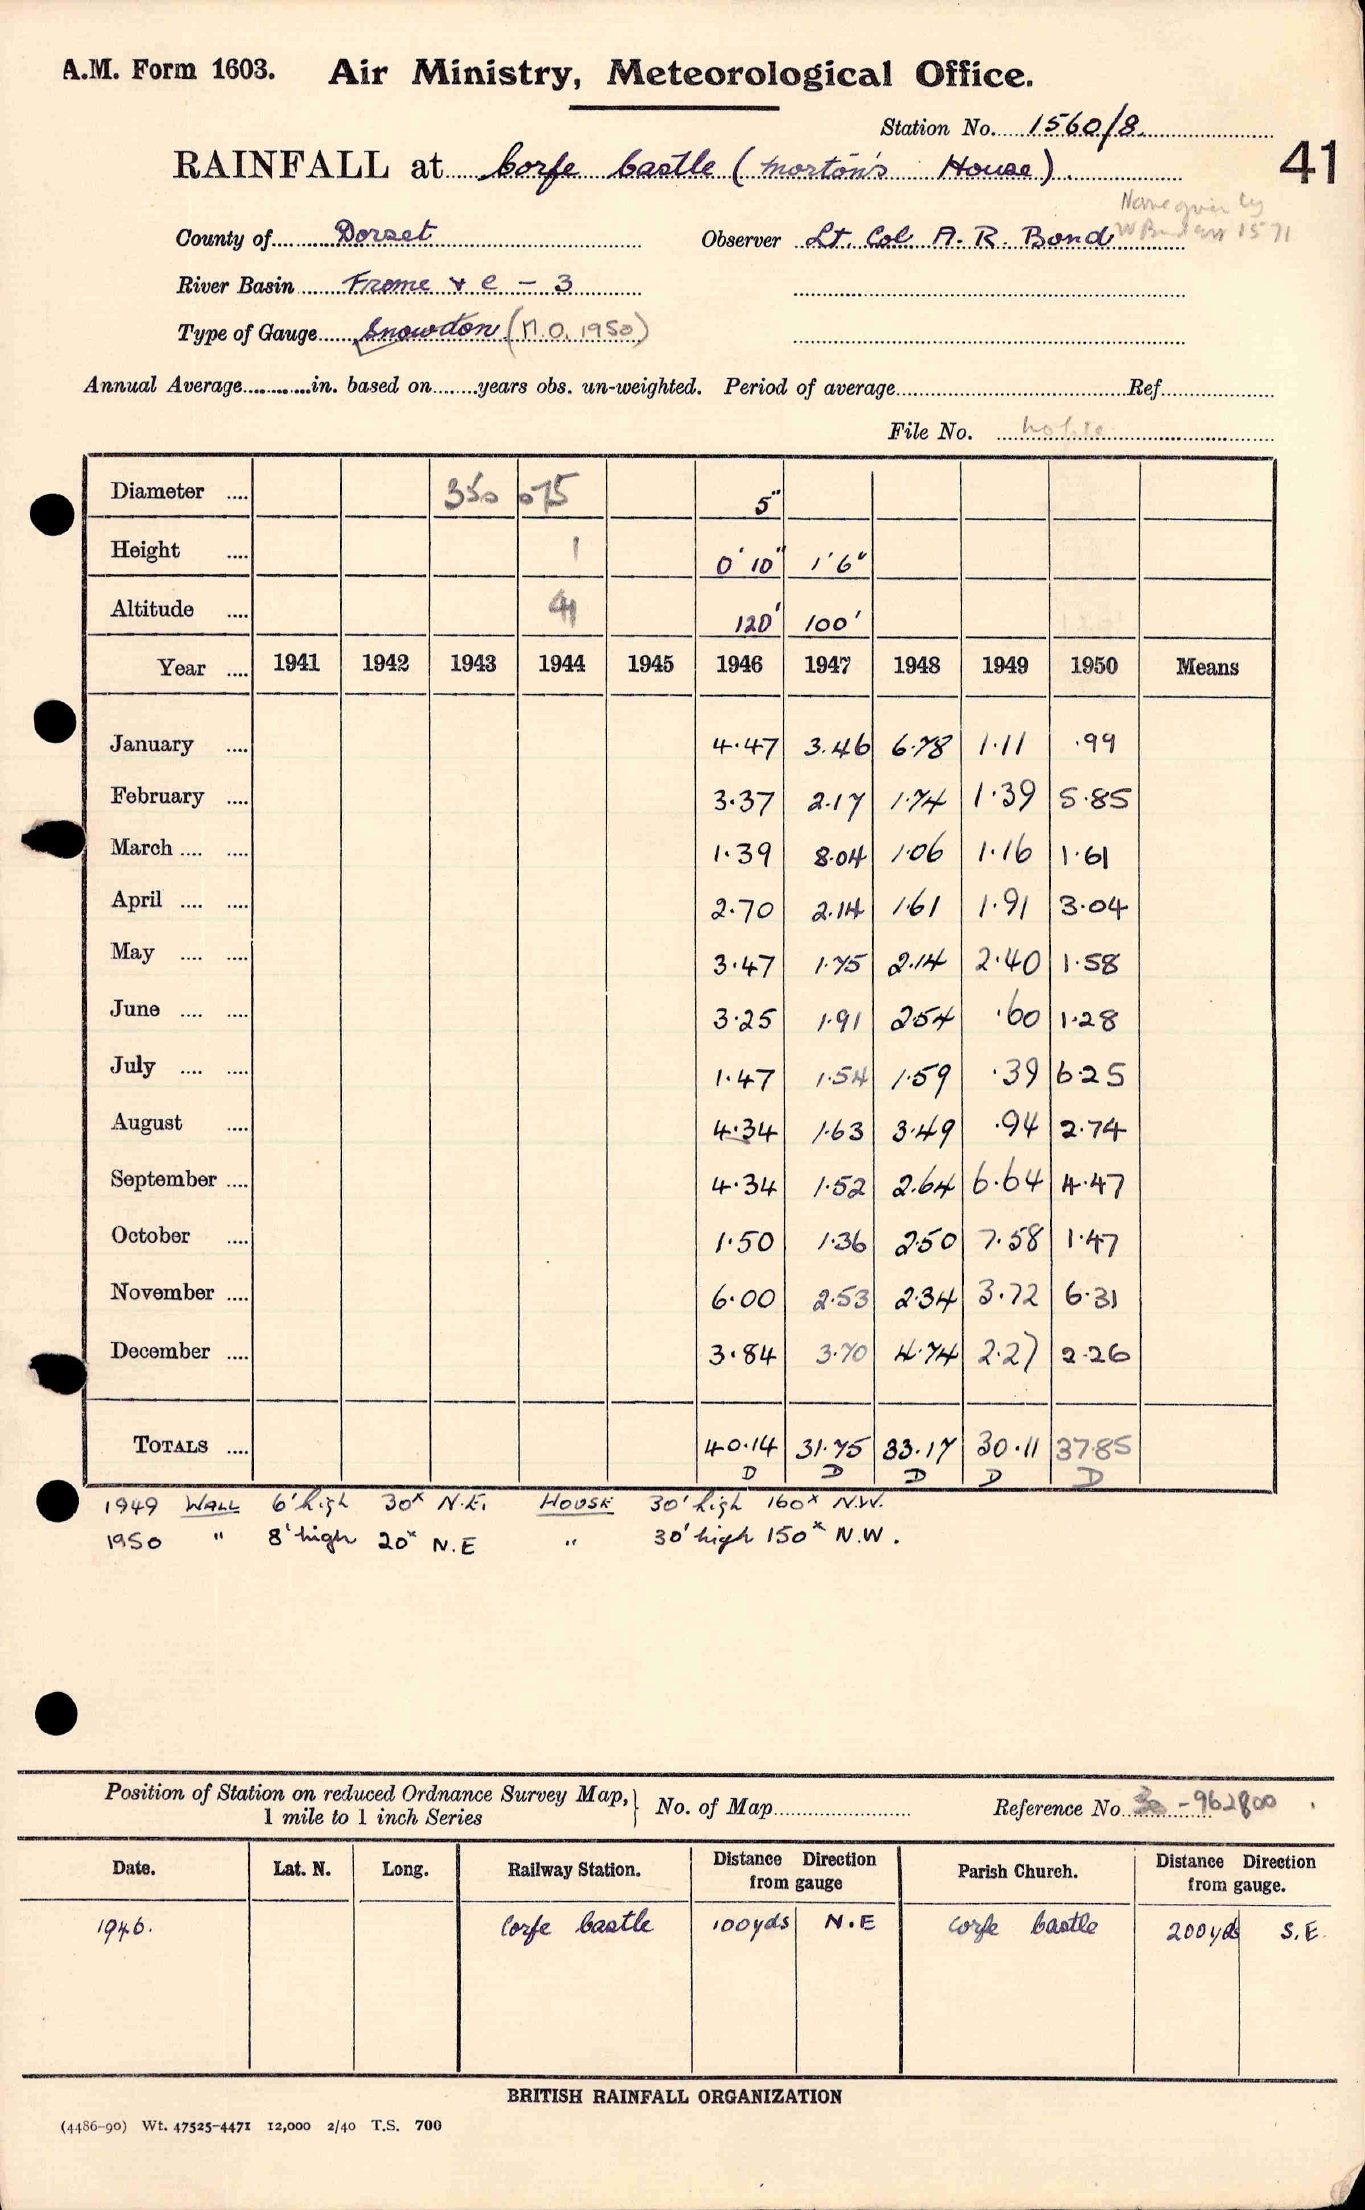 A.M. Form 1603. Air Ministry, Meteorological Office.
Station No. 1560/8
41
RAINFALL at Corfe Castle (Morton's House).
County of Dorset Observer Lt. Col. A. R. Bond
River Basin Frome & c - 3
Type of Gauge Snowdon (M.O. 1950)
Annual Average in. based on years obs. un-weighted. Period of average Ref.
File No.
Diameter 350 075 5"
Height 1 0' 10" 1' 6"
Altitude 120' 100'
Year 1941 1942 1943 1944 1945 1946 1947 1948 1949 1950 Means
January 4.47 3.46 6.78 1.11 .99
February 3.37 2.17 1.74 1.39 5.85
March 1.39 8.04 1.06 1.16 1.61
April 2.70 2.14 1.61 1.91 3.04
May 3.47 1.75 2.14 2.40 1.58
June 3.25 1.91 2.54 .60 1.28
July 1.47 1.54 1.59 .39 6.25
August 4.34 1.63 3.49 .94 2.74
September 4.34 1.52 2.64 6.64 4.47
October 1.50 1.36 2.50 7.58 1.47
November 6.00 2.53 2.34 3.72 6.31
December 3.84 3.70 4.74 2.27 2.26
TOTALS 40.14 31.75 33.17 30.11 37.85
D D D D D
1949 WALL 6' high 30x N.E. HOUSE 30' high 160x N.W.
1950 " 8' high 20x N.E " 30' high 150x N.W.
Position of Station on reduced Ordnance Survey Map, 1 mile to 1 inch Series } No. of Map Reference No. 30 - 962800
Date. Lat. N. Long. Railway Station. Distance Direction from gauge Parish Church. Distance Direction from gauge.
1946. Corfe Castle 100yds N.E Corfe Castle 200yds S.E.
BRITISH RAINFALL ORGANIZATION
(4486-90) Wt. 47525-4471 12,000 2/40 T.S. 700